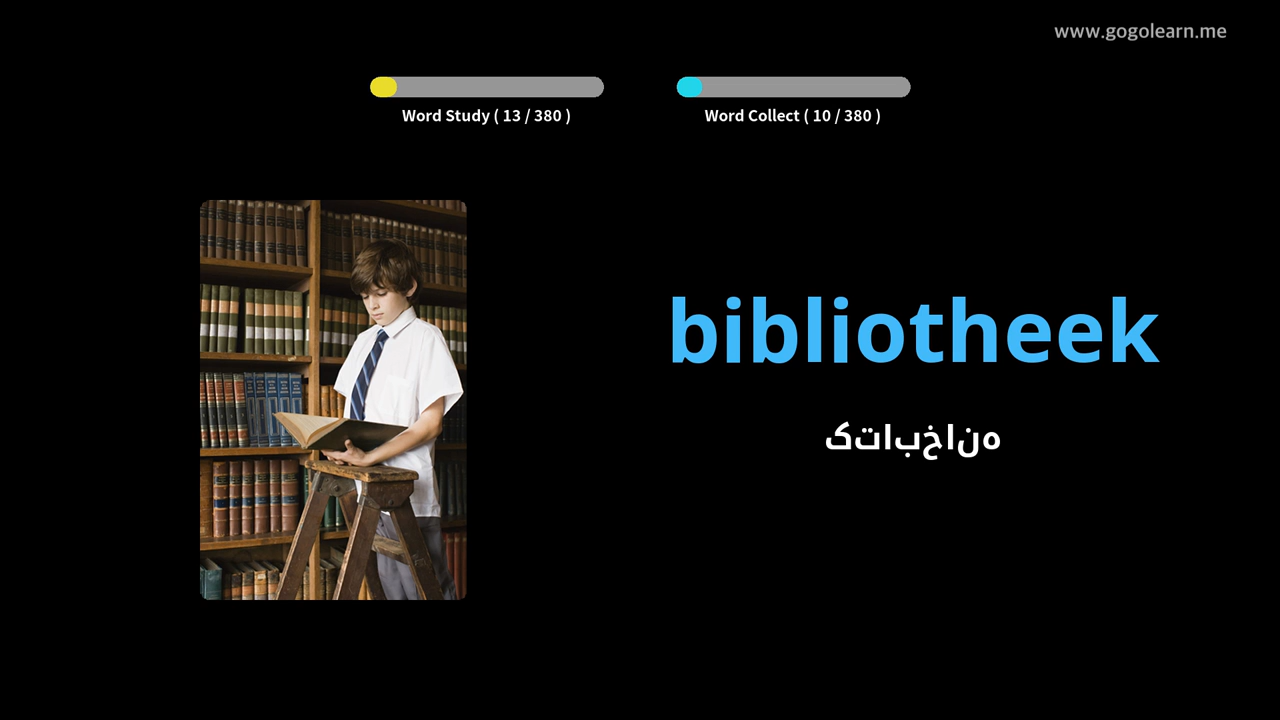 www.gogolearn.me
Word Study ( 13 / 380 )
Word Collect ( 10 / 380 )
bibliotheek
کتابخانه